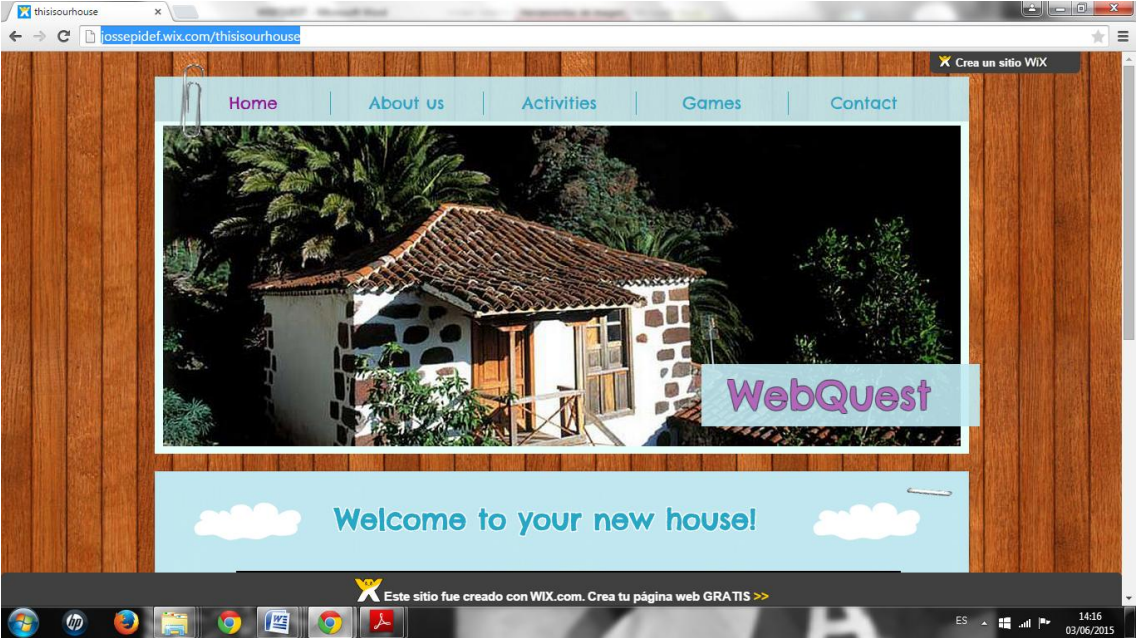 thisisourhouse
jossepidef.wix.com/thisisourhouse
Crea un sitio WiX
Home About us Activities Games Contact
WebQuest
Welcome to your new house!
Este sitio fue creado con WIX.com. Crea tu página web GRATIS >>
ES
14:16
03/06/2015